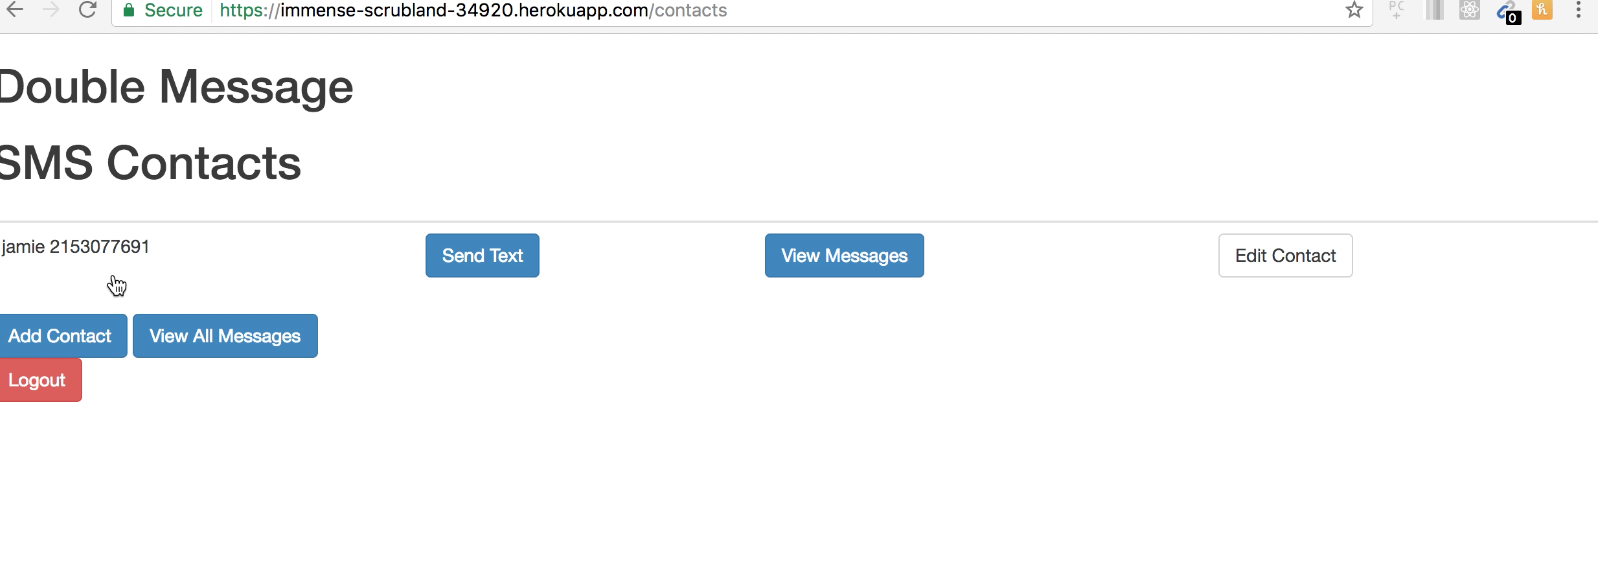 Secure https://immense-scrubland-34920.herokuapp.com/contacts PC + 0 h
Double Message
SMS Contacts
jamie 2153077691 Send Text View Messages Edit Contact
Add Contact View All Messages
Logout